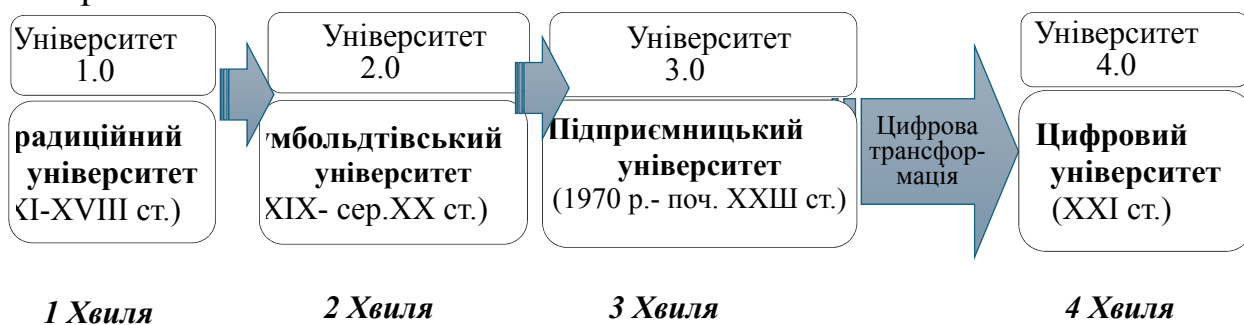 Університет
1.0
Університет
2.0
Університет
3.0
Університет
4.0
радиційний
університет
XI-XVIII ст.)
мбольдтівський
університет
XIX- сер.XX ст.)
Підприємницький
університет
(1970 р.- поч. XXШ ст.)
Цифрова
трансфор-
мація
Цифровий
університет
(XXI ст.)
1 Хвиля
2 Хвиля
3 Хвиля
4 Хвиля